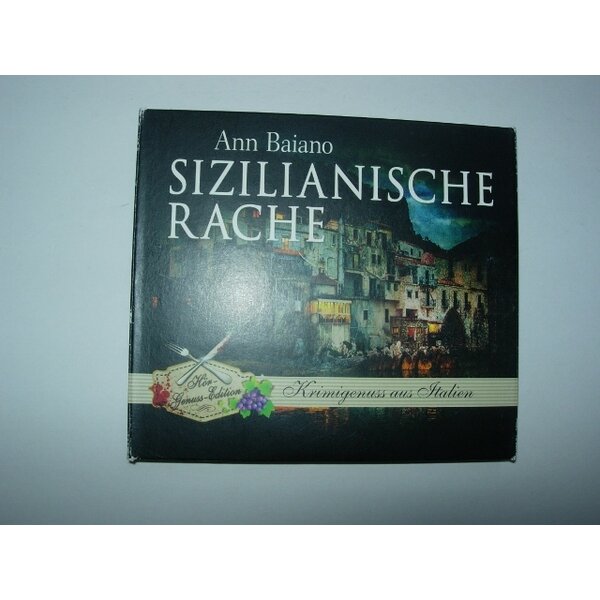 Ann Baiano
SIZILIANISCHE
RACHE
Hör-
Genuss-Edition
Krimigenuss aus Italien